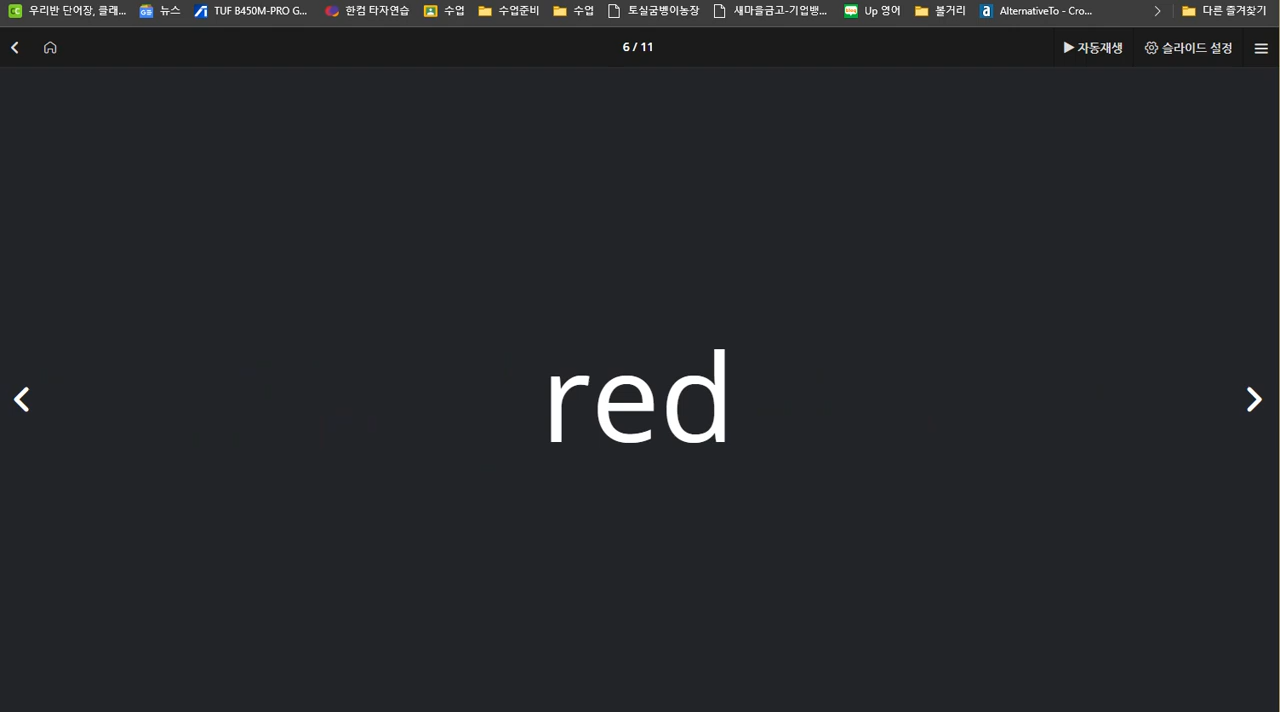 우리반 단어장, 클래... 뉴스 TUF B450M-PRO G... 한컴 타자연습 수업 수업준비 수업 토실굼벵이농장 새마을금고-기업뱅... Up 영어 볼거리 AlternativeTo - Cro... 다른 즐겨찾기
6 / 11 자동재생 슬라이드 설정
red